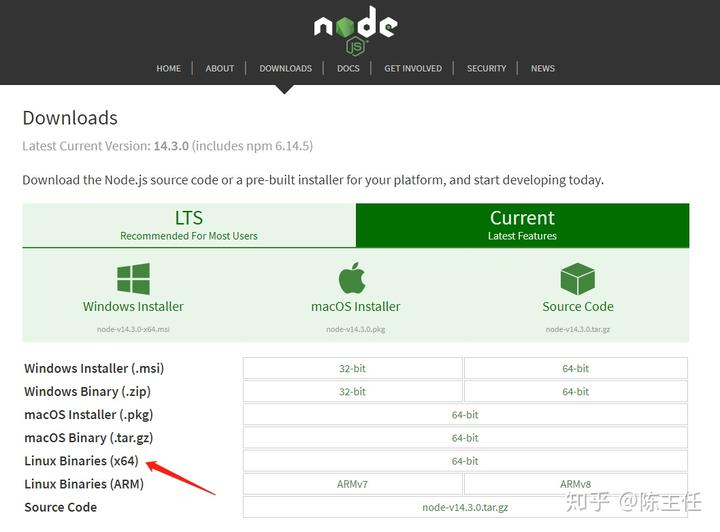 node
JS
HOME
ABOUT
DOWNLOADS
DOCS
GET INVOLVED
SECURITY
NEWS
Downloads
Latest Current Version: 14.3.0 (includes npm 6.14.5)
Download the Node.js source code or a pre-built installer for your platform, and start developing today.
LTS
Recommended For Most Users
Current
Latest Features
Windows Installer
node-v14.3.0-x64.msi
macOS Installer
node-v14.3.0.pkg
Source Code
node-v14.3.0.tar.gz
Windows Installer (.msi) 32-bit 64-bit
Windows Binary (.zip) 32-bit 64-bit
macOS Installer (.pkg) 64-bit
macOS Binary (.tar.gz) 64-bit
Linux Binaries (x64) 64-bit
Linux Binaries (ARM) ARMv7 ARMv8
Source Code node-v14.3.0.tar.gz
知乎 @陈主任